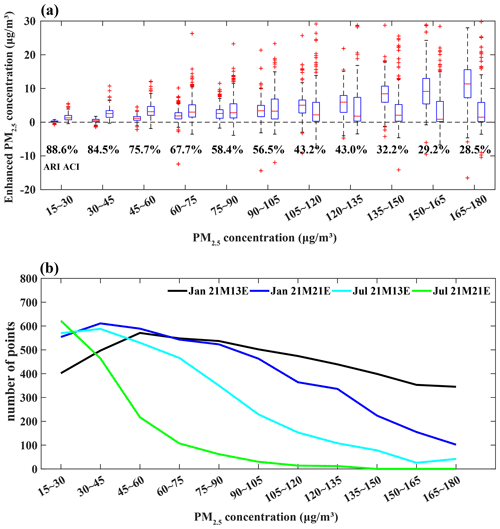 (a)
Enhanced PM2.5 concentration (μg/m³)
30
20
10
0
-10
-20
88.6% 84.5% 75.7% 67.7% 58.4% 56.5% 43.2% 43.0% 32.2% 29.2% 28.5%
ARI ACI
15~30 30~45 45~60 60~75 75~90 90~105 105~120 120~135 135~150 150~165 165~180
PM2.5 concentration (μg/m³)
(b)
number of points
800
700
600
500
400
300
200
100
0
Jan 21M13E Jan 21M21E Jul 21M13E Jul 21M21E
15~30 30~45 45~60 60~75 75~90 90~105 105~120 120~135 135~150 150~165 165~180
PM2.5 concentration (μg/m³)